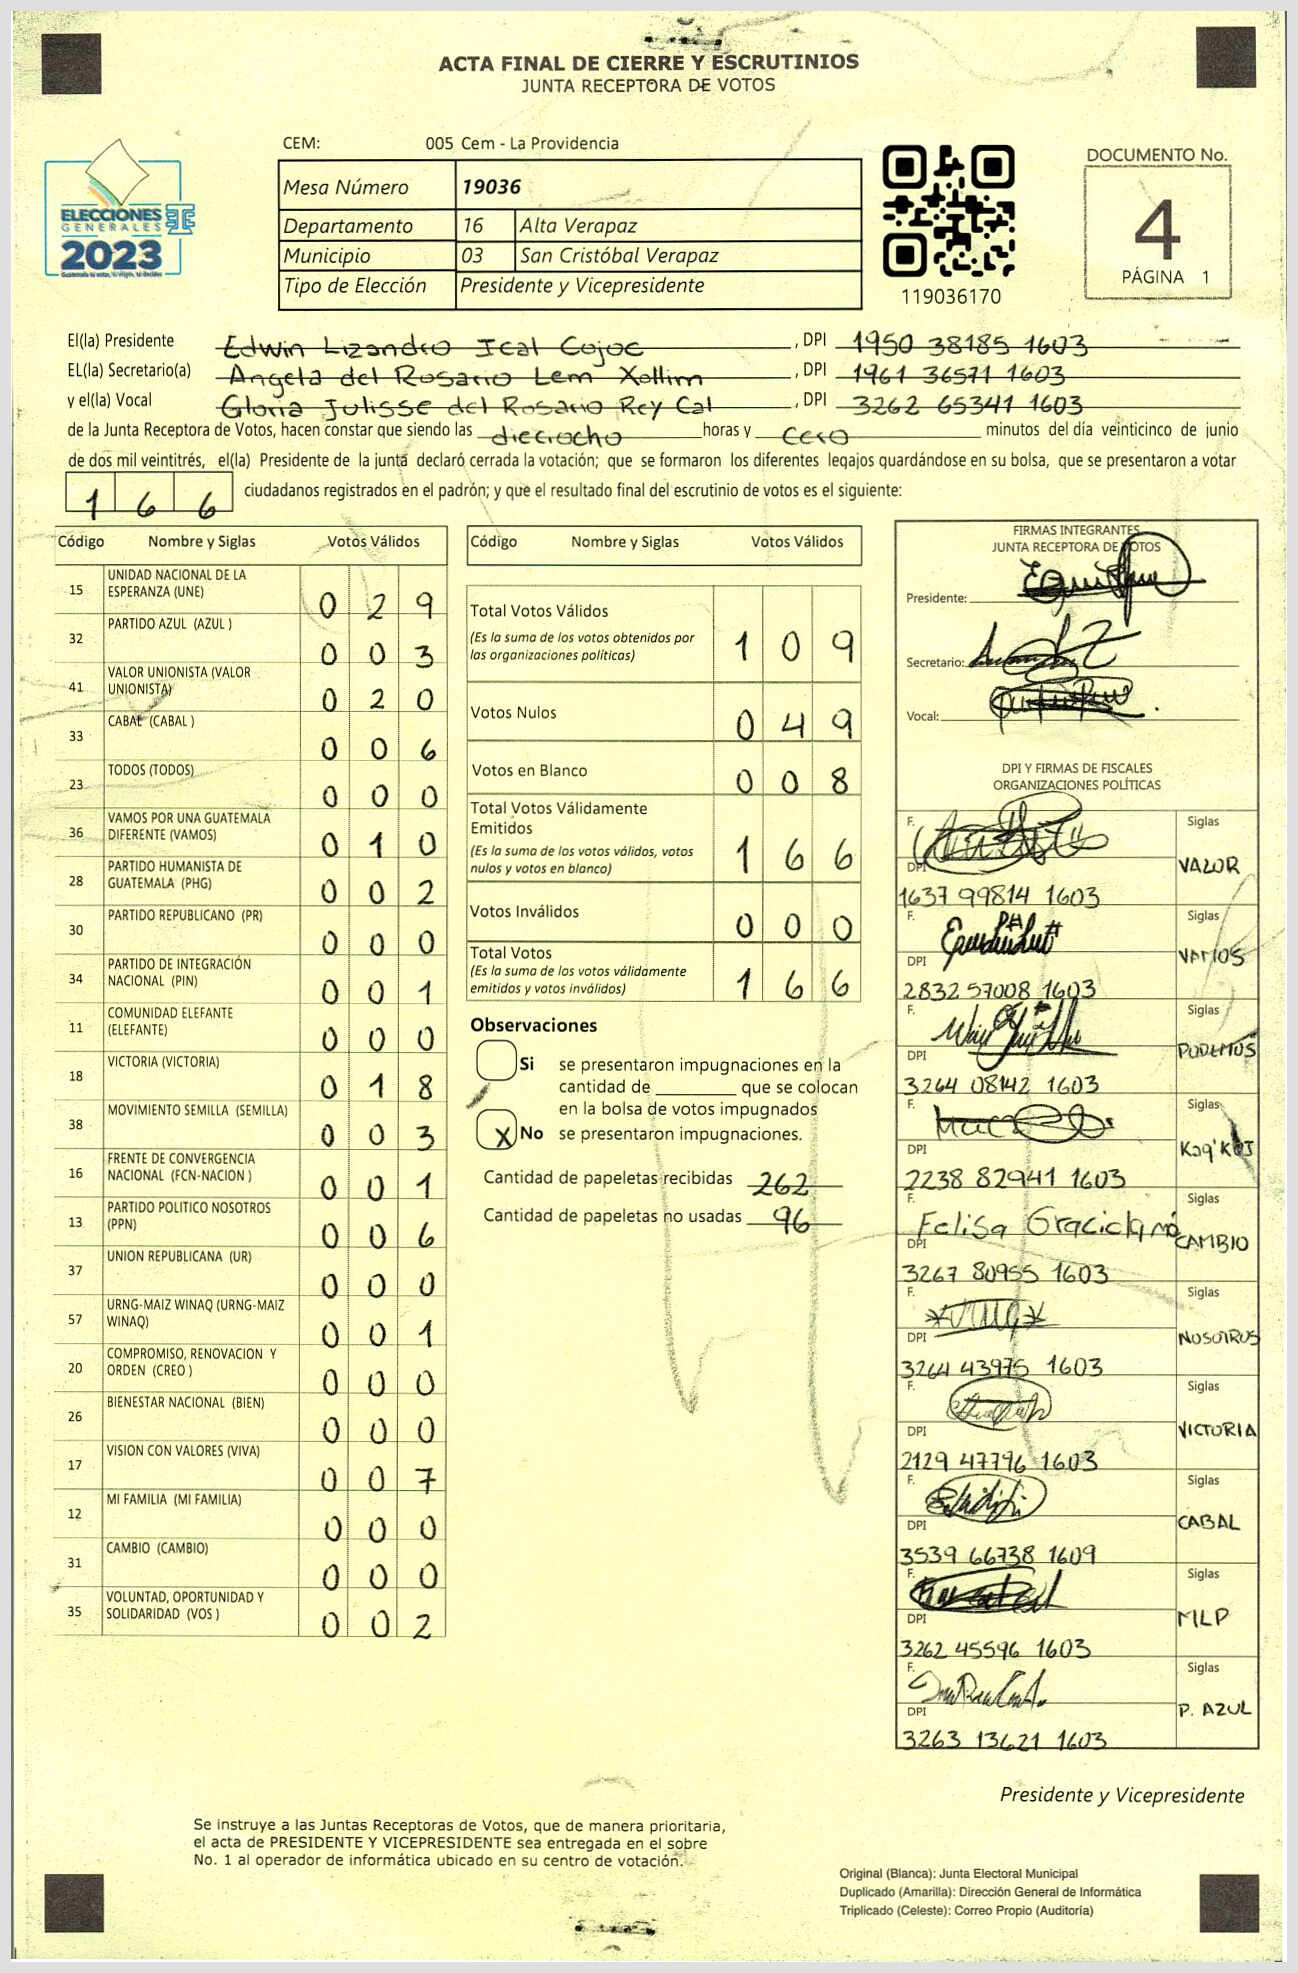 ACTA FINAL DE CIERRE Y ESCRUTINIOS
JUNTA RECEPTORA DE VOTOS
CEM: 005 Cem - La Providencia
Mesa Número 19036
Departamento 16 Alta Verapaz
Municipio 03 San Cristóbal Verapaz
Tipo de Elección Presidente y Vicepresidente
ELECCIONES
GENERALES
2023
119036170
DOCUMENTO No.
4
PÁGINA 1
El(la) Presidente Edwin Lizandro Ical Cojoc, DPI 1950 38185 1603
EL(la) Secretario(a) Angela del Rosario Lem Xollim, DPI 1961 36571 1603
y el(la) Vocal Gloria Julisse del Rosario Rey Cal, DPI 3262 65341 1603
de la Junta Receptora de Votos, hacen constar que siendo las dieciocho horas y cero minutos del día veinticinco de junio
de dos mil veintitrés, el(la) Presidente de la junta declaró cerrada la votación; que se formaron los diferentes legajos guardándose en su bolsa, que se presentaron a votar
166 ciudadanos registrados en el padrón; y que el resultado final del escrutinio de votos es el siguiente:
Código Nombre y Siglas Votos Válidos
15 UNIDAD NACIONAL DE LA ESPERANZA (UNE) 0 2 9
32 PARTIDO AZUL (AZUL ) 0 0 3
41 VALOR UNIONISTA (VALOR UNIONISTA) 0 2 0
33 CABAL (CABAL ) 0 0 6
23 TODOS (TODOS) 0 0 0
36 VAMOS POR UNA GUATEMALA DIFERENTE (VAMOS) 0 1 0
28 PARTIDO HUMANISTA DE GUATEMALA (PHG) 0 0 2
30 PARTIDO REPUBLICANO (PR) 0 0 0
34 PARTIDO DE INTEGRACIÓN NACIONAL (PIN) 0 0 1
11 COMUNIDAD ELEFANTE (ELEFANTE) 0 0 0
18 VICTORIA (VICTORIA) 0 1 8
38 MOVIMIENTO SEMILLA (SEMILLA) 0 0 3
16 FRENTE DE CONVERGENCIA NACIONAL (FCN-NACION ) 0 0 1
13 PARTIDO POLITICO NOSOTROS (PPN) 0 0 6
37 UNION REPUBLICANA (UR) 0 0 0
57 URNG-MAIZ WINAQ (URNG-MAIZ WINAQ) 0 0 1
20 COMPROMISO, RENOVACION Y ORDEN (CREO ) 0 0 0
26 BIENESTAR NACIONAL (BIEN) 0 0 0
17 VISION CON VALORES (VIVA) 0 0 7
12 MI FAMILIA (MI FAMILIA) 0 0 0
31 CAMBIO (CAMBIO) 0 0 0
35 VOLUNTAD, OPORTUNIDAD Y SOLIDARIDAD (VOS ) 0 0 2
Código Nombre y Siglas Votos Válidos
Total Votos Válidos 1 0 9
(Es la suma de los votos obtenidos por
las organizaciones políticas)
Votos Nulos 0 4 9
Votos en Blanco 0 0 8
Total Votos Válidamente
Emitidos 1 6 6
(Es la suma de los votos válidos, votos
nulos y votos en blanco)
Votos Inválidos 0 0 0
Total Votos 1 6 6
(Es la suma de los votos válidamente
emitidos y votos inválidos)
Observaciones
Si se presentaron impugnaciones en la
cantidad de ________ que se colocan
en la bolsa de votos impugnados
X No se presentaron impugnaciones.
Cantidad de papeletas recibidas 262
Cantidad de papeletas no usadas 96
FIRMAS INTEGRANTES
JUNTA RECEPTORA DE VOTOS
Presidente:
Secretario:
Vocal:
DPI Y FIRMAS DE FISCALES
ORGANIZACIONES POLÍTICAS
F. Siglas
DPI VALOR
1637 99814 1603
F. Siglas
DPI VAMOS
2832 57008 1603
F. Siglas
DPI PODEMOS
3264 08142 1603
F. Siglas
DPI Kaq'KOJ
2238 82941 1603
F. Felisa Graciela Siglas
DPI CAMBIO
3267 80955 1603
F. Siglas
DPI NOSOTROS
3264 43975 1603
F. Siglas
DPI VICTORIA
2129 47796 1603
F. Siglas
DPI CABAL
3539 66738 1609
F. Siglas
DPI MLP
3262 45596 1603
F. Siglas
DPI P. AZUL
3263 13621 1603
Presidente y Vicepresidente
Se instruye a las Juntas Receptoras de Votos, que de manera prioritaria,
el acta de PRESIDENTE Y VICEPRESIDENTE sea entregada en el sobre
No. 1 al operador de informática ubicado en su centro de votación.
Original (Blanca): Junta Electoral Municipal
Duplicado (Amarilla): Dirección General de Informática
Triplicado (Celeste): Correo Propio (Auditoría)